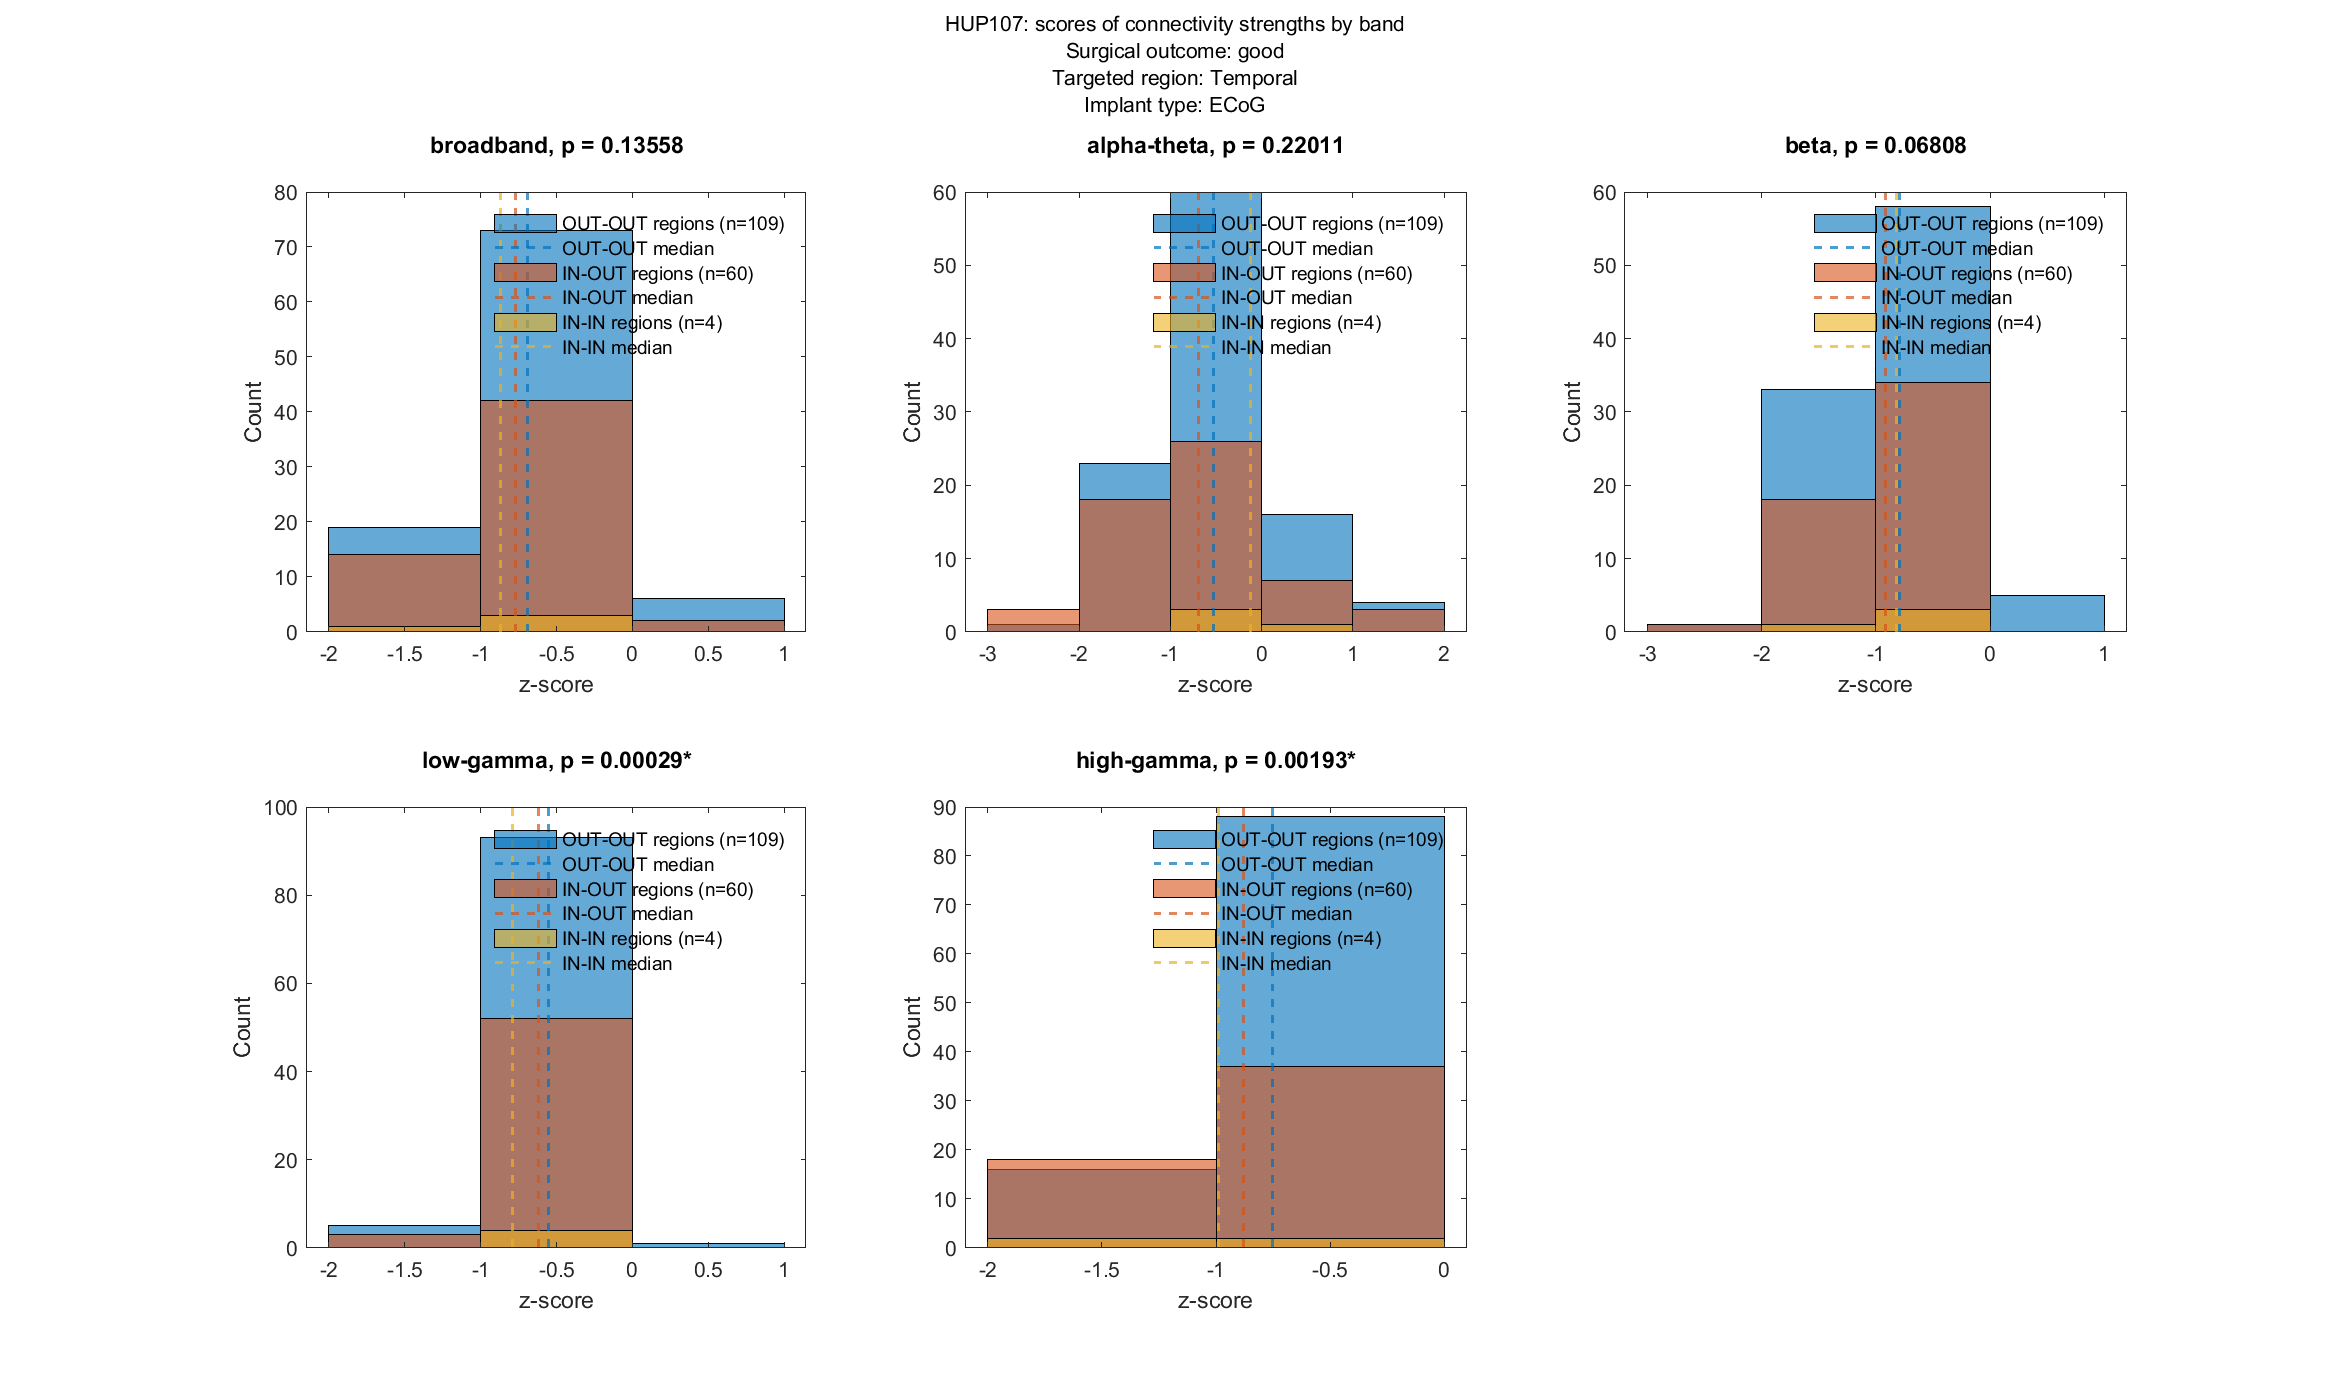 HUP107: scores of connectivity strengths by band
Surgical outcome: good
Targeted region: Temporal
Implant type: ECoG
broadband, p = 0.13558
80
70
60
50
40
30
20
10
0
Count
-2 -1.5 -1 -0.5 0 0.5 1
z-score
OUT-OUT regions (n=109)
OUT-OUT median
IN-OUT regions (n=60)
IN-OUT median
IN-IN regions (n=4)
IN-IN median
alpha-theta, p = 0.22011
60
50
40
30
20
10
0
Count
-3 -2 -1 0 1 2
z-score
OUT-OUT regions (n=109)
OUT-OUT median
IN-OUT regions (n=60)
IN-OUT median
IN-IN regions (n=4)
IN-IN median
beta, p = 0.06808
60
50
40
30
20
10
0
Count
-3 -2 -1 0 1
z-score
OUT-OUT regions (n=109)
OUT-OUT median
IN-OUT regions (n=60)
IN-OUT median
IN-IN regions (n=4)
IN-IN median
low-gamma, p = 0.00029*
100
80
60
40
20
0
Count
-2 -1.5 -1 -0.5 0 0.5 1
z-score
OUT-OUT regions (n=109)
OUT-OUT median
IN-OUT regions (n=60)
IN-OUT median
IN-IN regions (n=4)
IN-IN median
high-gamma, p = 0.00193*
90
80
70
60
50
40
30
20
10
0
Count
-2 -1.5 -1 -0.5 0
z-score
OUT-OUT regions (n=109)
OUT-OUT median
IN-OUT regions (n=60)
IN-OUT median
IN-IN regions (n=4)
IN-IN median